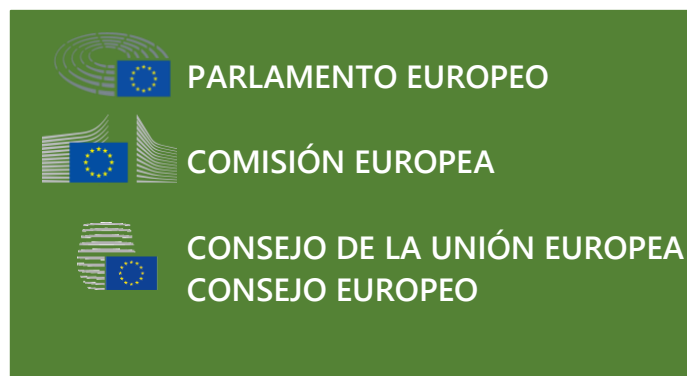 PARLAMENTO EUROPEO
COMISIÓN EUROPEA
CONSEJO DE LA UNIÓN EUROPEA
CONSEJO EUROPEO